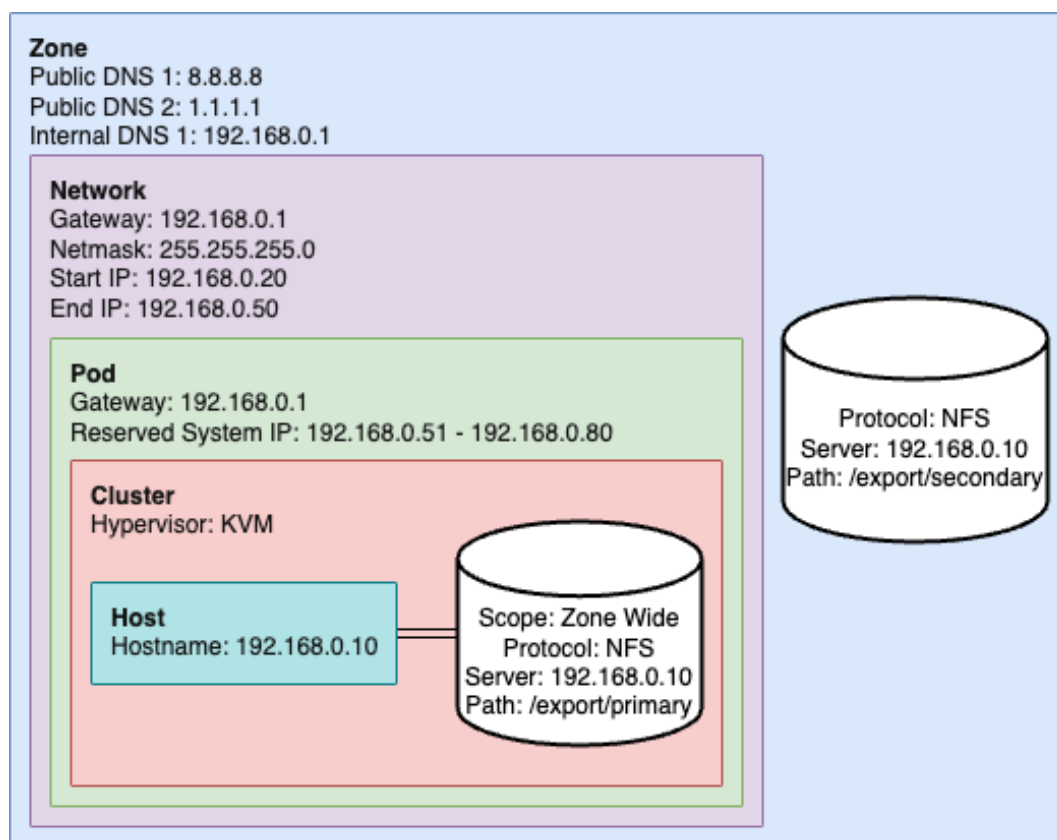 Zone
Public DNS 1: 8.8.8.8
Public DNS 2: 1.1.1.1
Internal DNS 1: 192.168.0.1
Network
Gateway: 192.168.0.1
Netmask: 255.255.255.0
Start IP: 192.168.0.20
End IP: 192.168.0.50
Pod
Gateway: 192.168.0.1
Reserved System IP: 192.168.0.51 - 192.168.0.80
Cluster
Hypervisor: KVM
Host
Hostname: 192.168.0.10
Scope: Zone Wide
Protocol: NFS
Server: 192.168.0.10
Path: /export/primary
Protocol: NFS
Server: 192.168.0.10
Path: /export/secondary